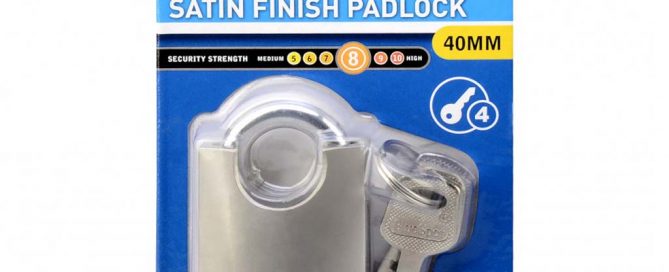 SATIN FINISH PADLOCK
40MM
SECURITY STRENGTH MEDIUM 5 6 7 8 9 10 HIGH
4